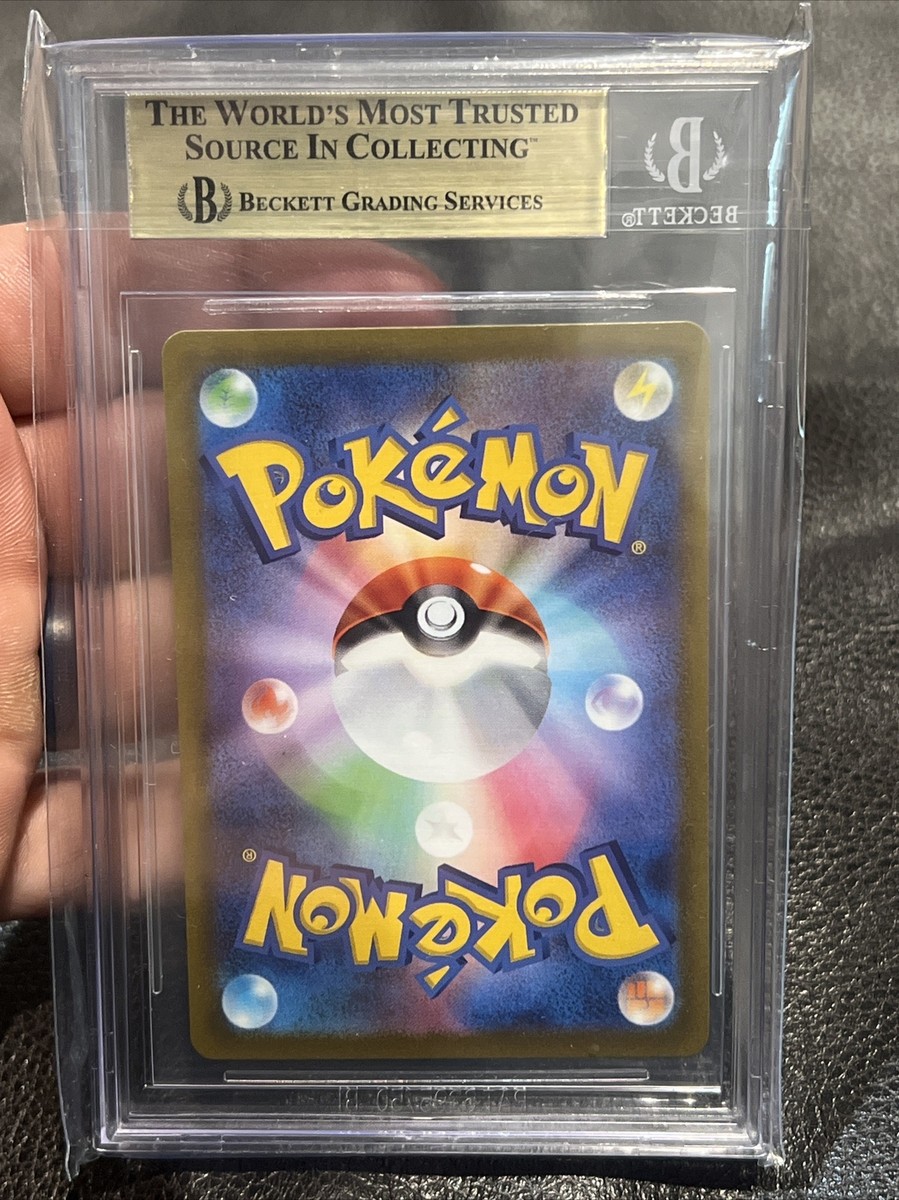 THE WORLD'S MOST TRUSTED
SOURCE IN COLLECTING™
B BECKETT GRADING SERVICES
B
BECKETT®
POKéMON®
POKéMON®